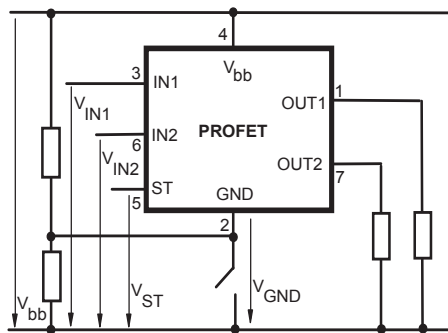 4
Vbb
3
IN1
VIN1
PROFET
OUT1
1
IN2
6
VIN2
OUT2
7
ST
5
GND
2
Vbb
VST
VGND